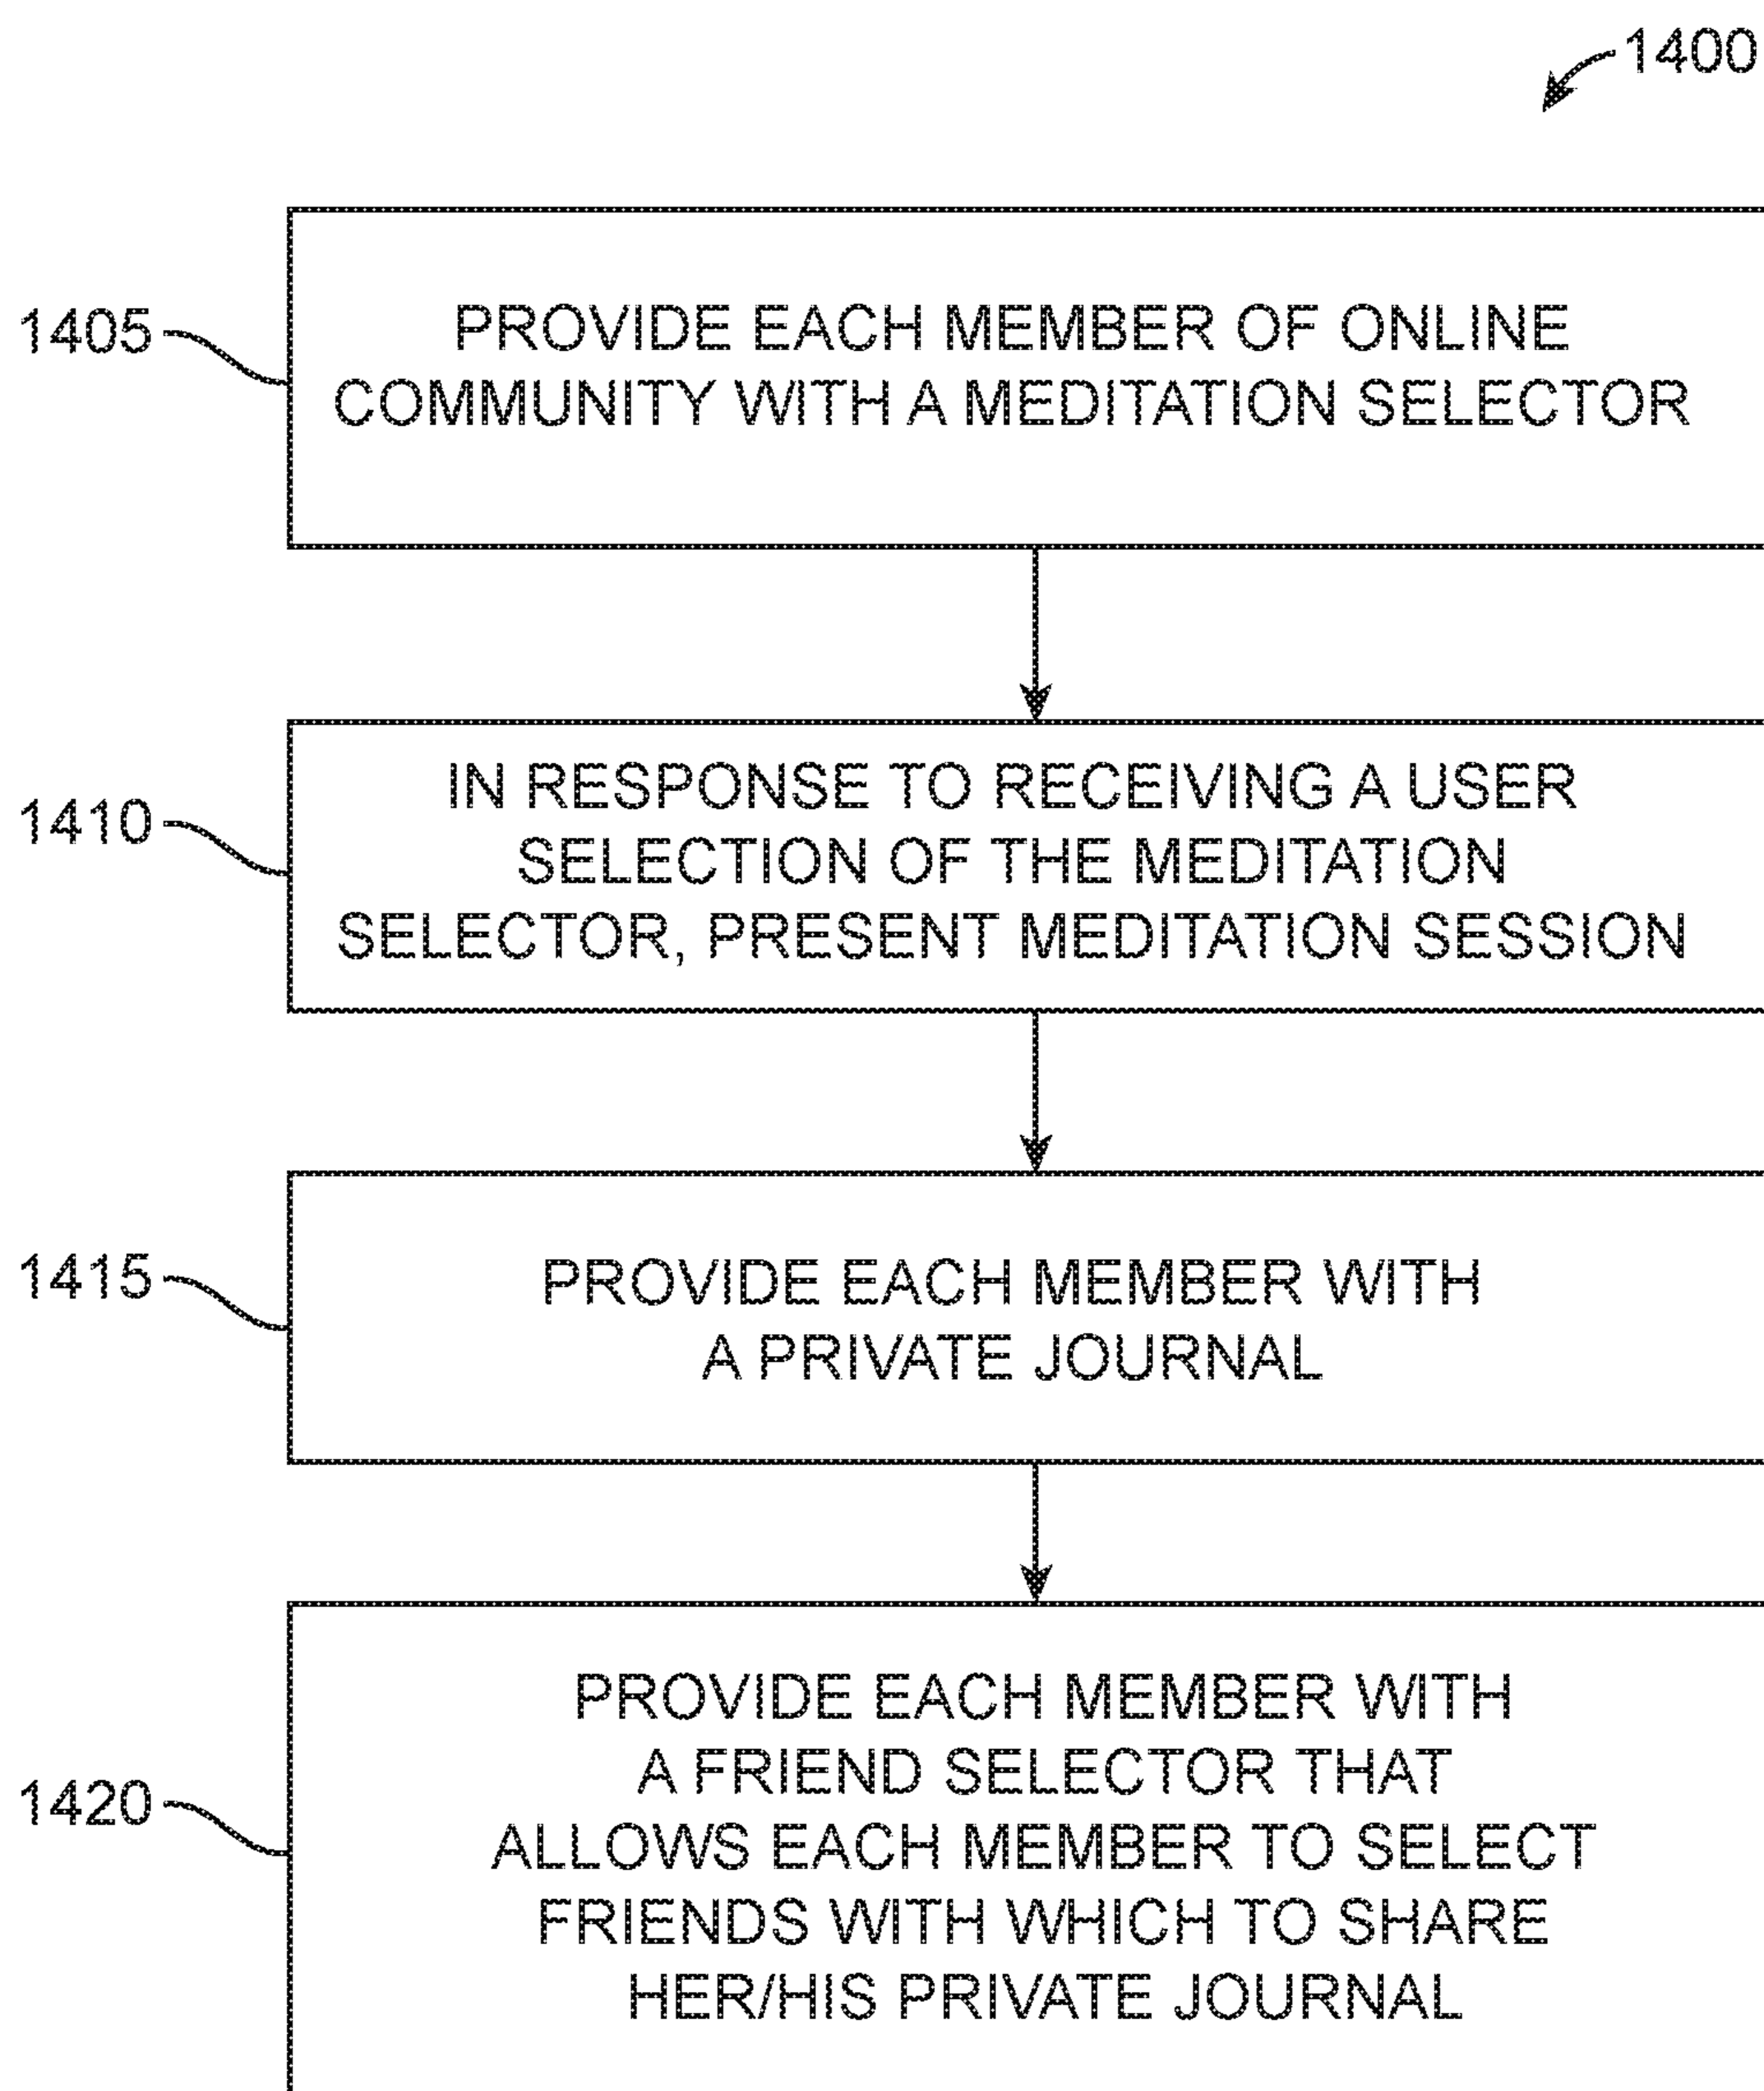 1400
1405
PROVIDE EACH MEMBER OF ONLINE
COMMUNITY WITH A MEDITATION SELECTOR
1410
IN RESPONSE TO RECEIVING A USER
SELECTION OF THE MEDITATION
SELECTOR, PRESENT MEDITATION SESSION
1415
PROVIDE EACH MEMBER WITH
A PRIVATE JOURNAL
1420
PROVIDE EACH MEMBER WITH
A FRIEND SELECTOR THAT
ALLOWS EACH MEMBER TO SELECT
FRIENDS WITH WHICH TO SHARE
HER/HIS PRIVATE JOURNAL